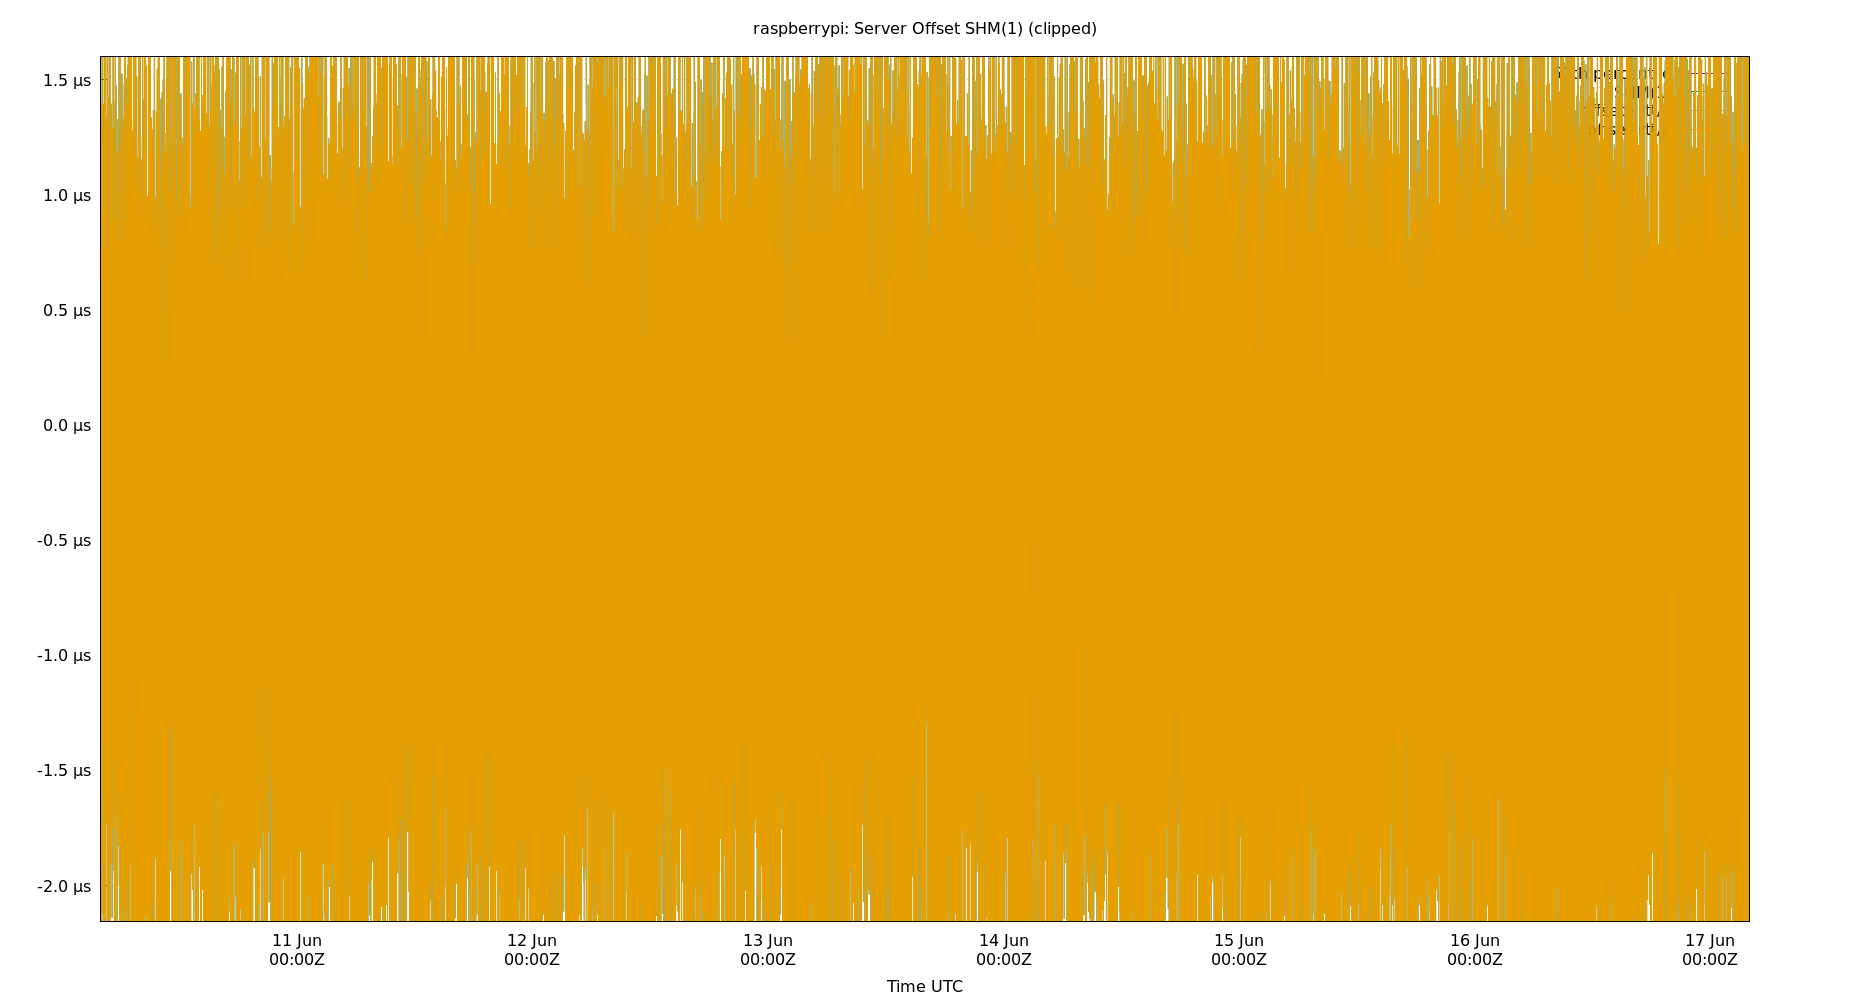 raspberrypi: Server Offset SHM(1) (clipped)
1.5 µs
1.0 µs
0.5 µs
0.0 µs
-0.5 µs
-1.0 µs
-1.5 µs
-2.0 µs
11 Jun 12 Jun 13 Jun 14 Jun 15 Jun 16 Jun 17 Jun
00:00Z 00:00Z 00:00Z 00:00Z 00:00Z 00:00Z 00:00Z
Time UTC